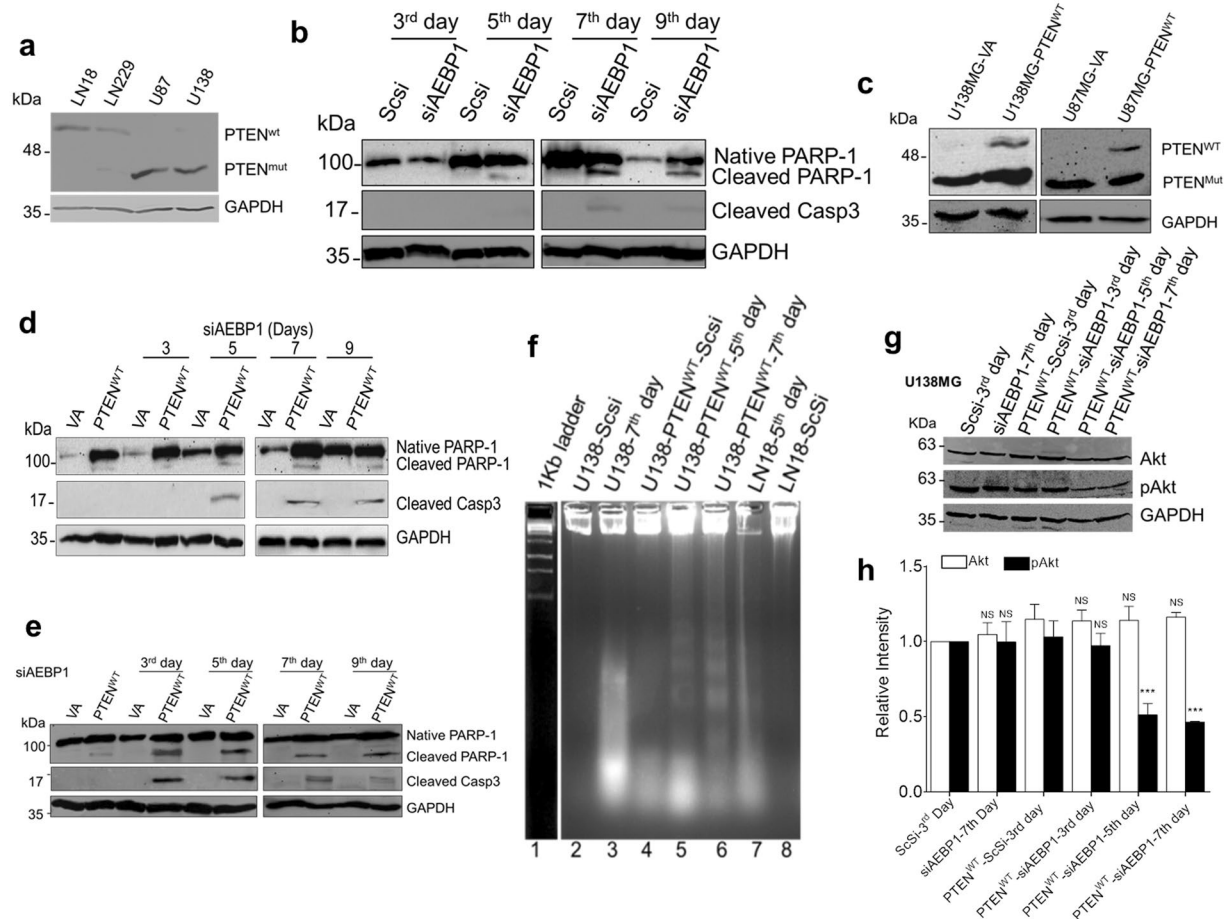 a
LN18 LN229 U87 U138
kDa
48
35
PTENwt
PTENmut
GAPDH
b
3rd day 5th day 7th day 9th day
Scsi siAEBP1 Scsi siAEBP1 Scsi siAEBP1 Scsi siAEBP1
kDa
100
17
35
Native PARP-1
Cleaved PARP-1
Cleaved Casp3
GAPDH
c
U138MG-VA U138MG-PTENWT U87MG-VA U87MG-PTENWT
kDa
48
35
PTENWT
PTENMut
GAPDH
d
siAEBP1 (Days)
3 5 7 9
VA PTENWT VA PTENWT VA PTENWT VA PTENWT VA PTENWT
kDa
100
17
35
Native PARP-1
Cleaved PARP-1
Cleaved Casp3
GAPDH
e
siAEBP1
3rd day 5th day 7th day 9th day
VA PTENWT VA PTENWT VA PTENWT VA PTENWT VA PTENWT
kDa
100
17
35
Native PARP-1
Cleaved PARP-1
Cleaved Casp3
GAPDH
f
1Kb ladder
U138-Scsi
U138-7th day
U138-PTENWT-Scsi
U138-PTENWT-5th day
U138-PTENWT-7th day
LN18-5th day
LN18-ScSi
1 2 3 4 5 6 7 8
g
U138MG
Scsi-3rd day
siAEBP1-7th day
PTENWT-Scsi-3rd day
PTENWT-siAEBP1-3rd day
PTENWT-siAEBP1-5th day
PTENWT-siAEBP1-7th day
KDa
63
63
35
Akt
pAkt
GAPDH
h
Akt pAkt
Relative Intensity
1.5
1.0
0.5
0.0
NS NS NS NS NS NS
*** ***
ScSi-3rd Day
siAEBP1-7th Day
PTENWT-ScSi-3rd day
PTENWT-siAEBP1-3rd day
PTENWT-siAEBP1-5th day
PTENWT-siAEBP1-7th day